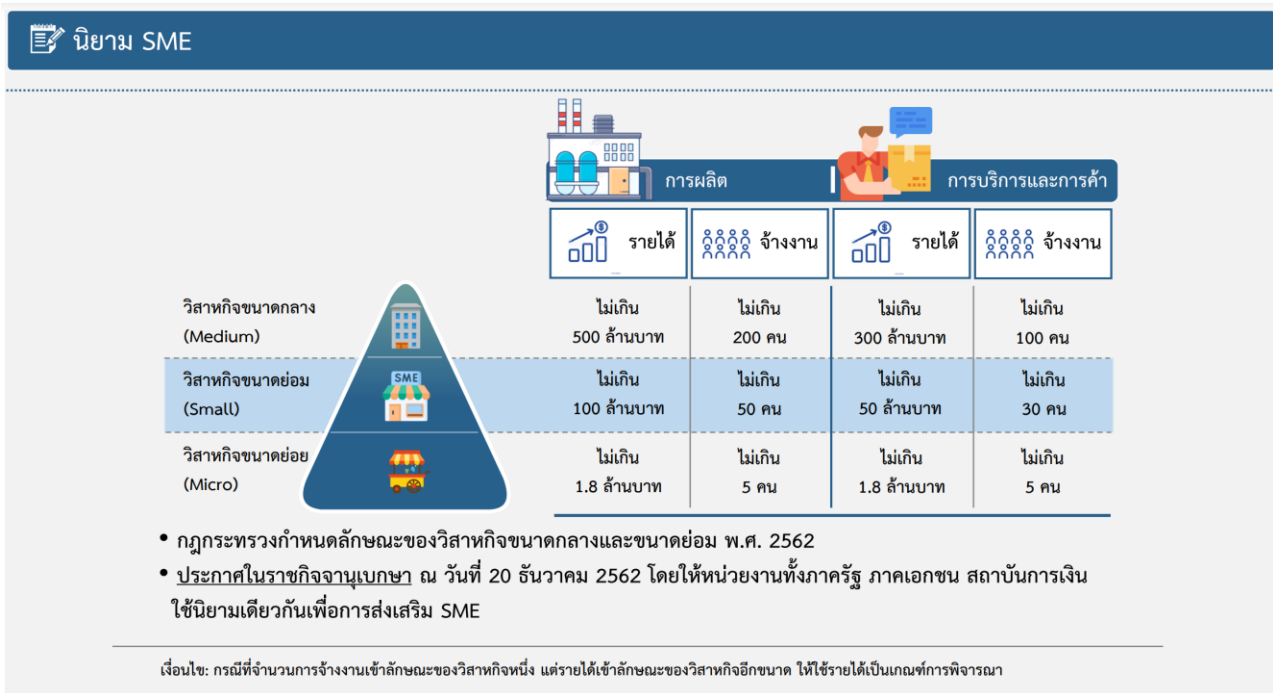 นิยาม SME
การผลิต
การบริการและการค้า
รายได้
จ้างงาน
รายได้
จ้างงาน
วิสาหกิจขนาดกลาง
(Medium)
ไม่เกิน
500 ล้านบาท
ไม่เกิน
200 คน
ไม่เกิน
300 ล้านบาท
ไม่เกิน
100 คน
วิสาหกิจขนาดย่อม
(Small)
SME
ไม่เกิน
100 ล้านบาท
ไม่เกิน
50 คน
ไม่เกิน
50 ล้านบาท
ไม่เกิน
30 คน
วิสาหกิจขนาดย่อย
(Micro)
ไม่เกิน
1.8 ล้านบาท
ไม่เกิน
5 คน
ไม่เกิน
1.8 ล้านบาท
ไม่เกิน
5 คน
• กฎกระทรวงกำหนดลักษณะของวิสาหกิจขนาดกลางและขนาดย่อม พ.ศ. 2562
• ประกาศในราชกิจจานุเบกษา ณ วันที่ 20 ธันวาคม 2562 โดยให้หน่วยงานทั้งภาครัฐ ภาคเอกชน สถาบันการเงิน
ใช้นิยามเดียวกันเพื่อการส่งเสริม SME
เงื่อนไข: กรณีที่จำนวนการจ้างงานเข้าลักษณะของวิสาหกิจหนึ่ง แต่รายได้เข้าลักษณะของวิสาหกิจอีกขนาด ให้ใช้รายได้เป็นเกณฑ์การพิจารณา